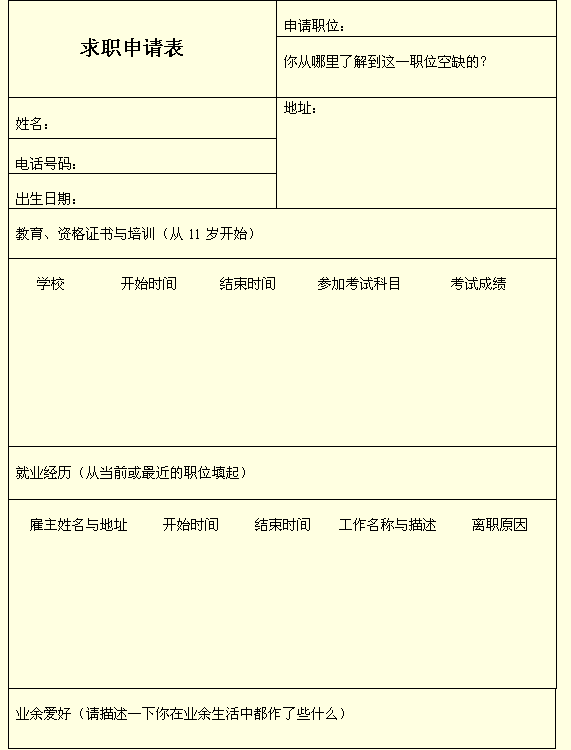 求职申请表
申请职位：
你从哪里了解到这一职位空缺的？
姓名：
电话号码：
出生日期：
地址：
教育、资格证书与培训（从 11 岁开始）
学校 开始时间 结束时间 参加考试科目 考试成绩
就业经历（从当前或最近的职位填起）
雇主姓名与地址 开始时间 结束时间 工作名称与描述 离职原因
业余爱好（请描述一下你在业余生活中都作了些什么）